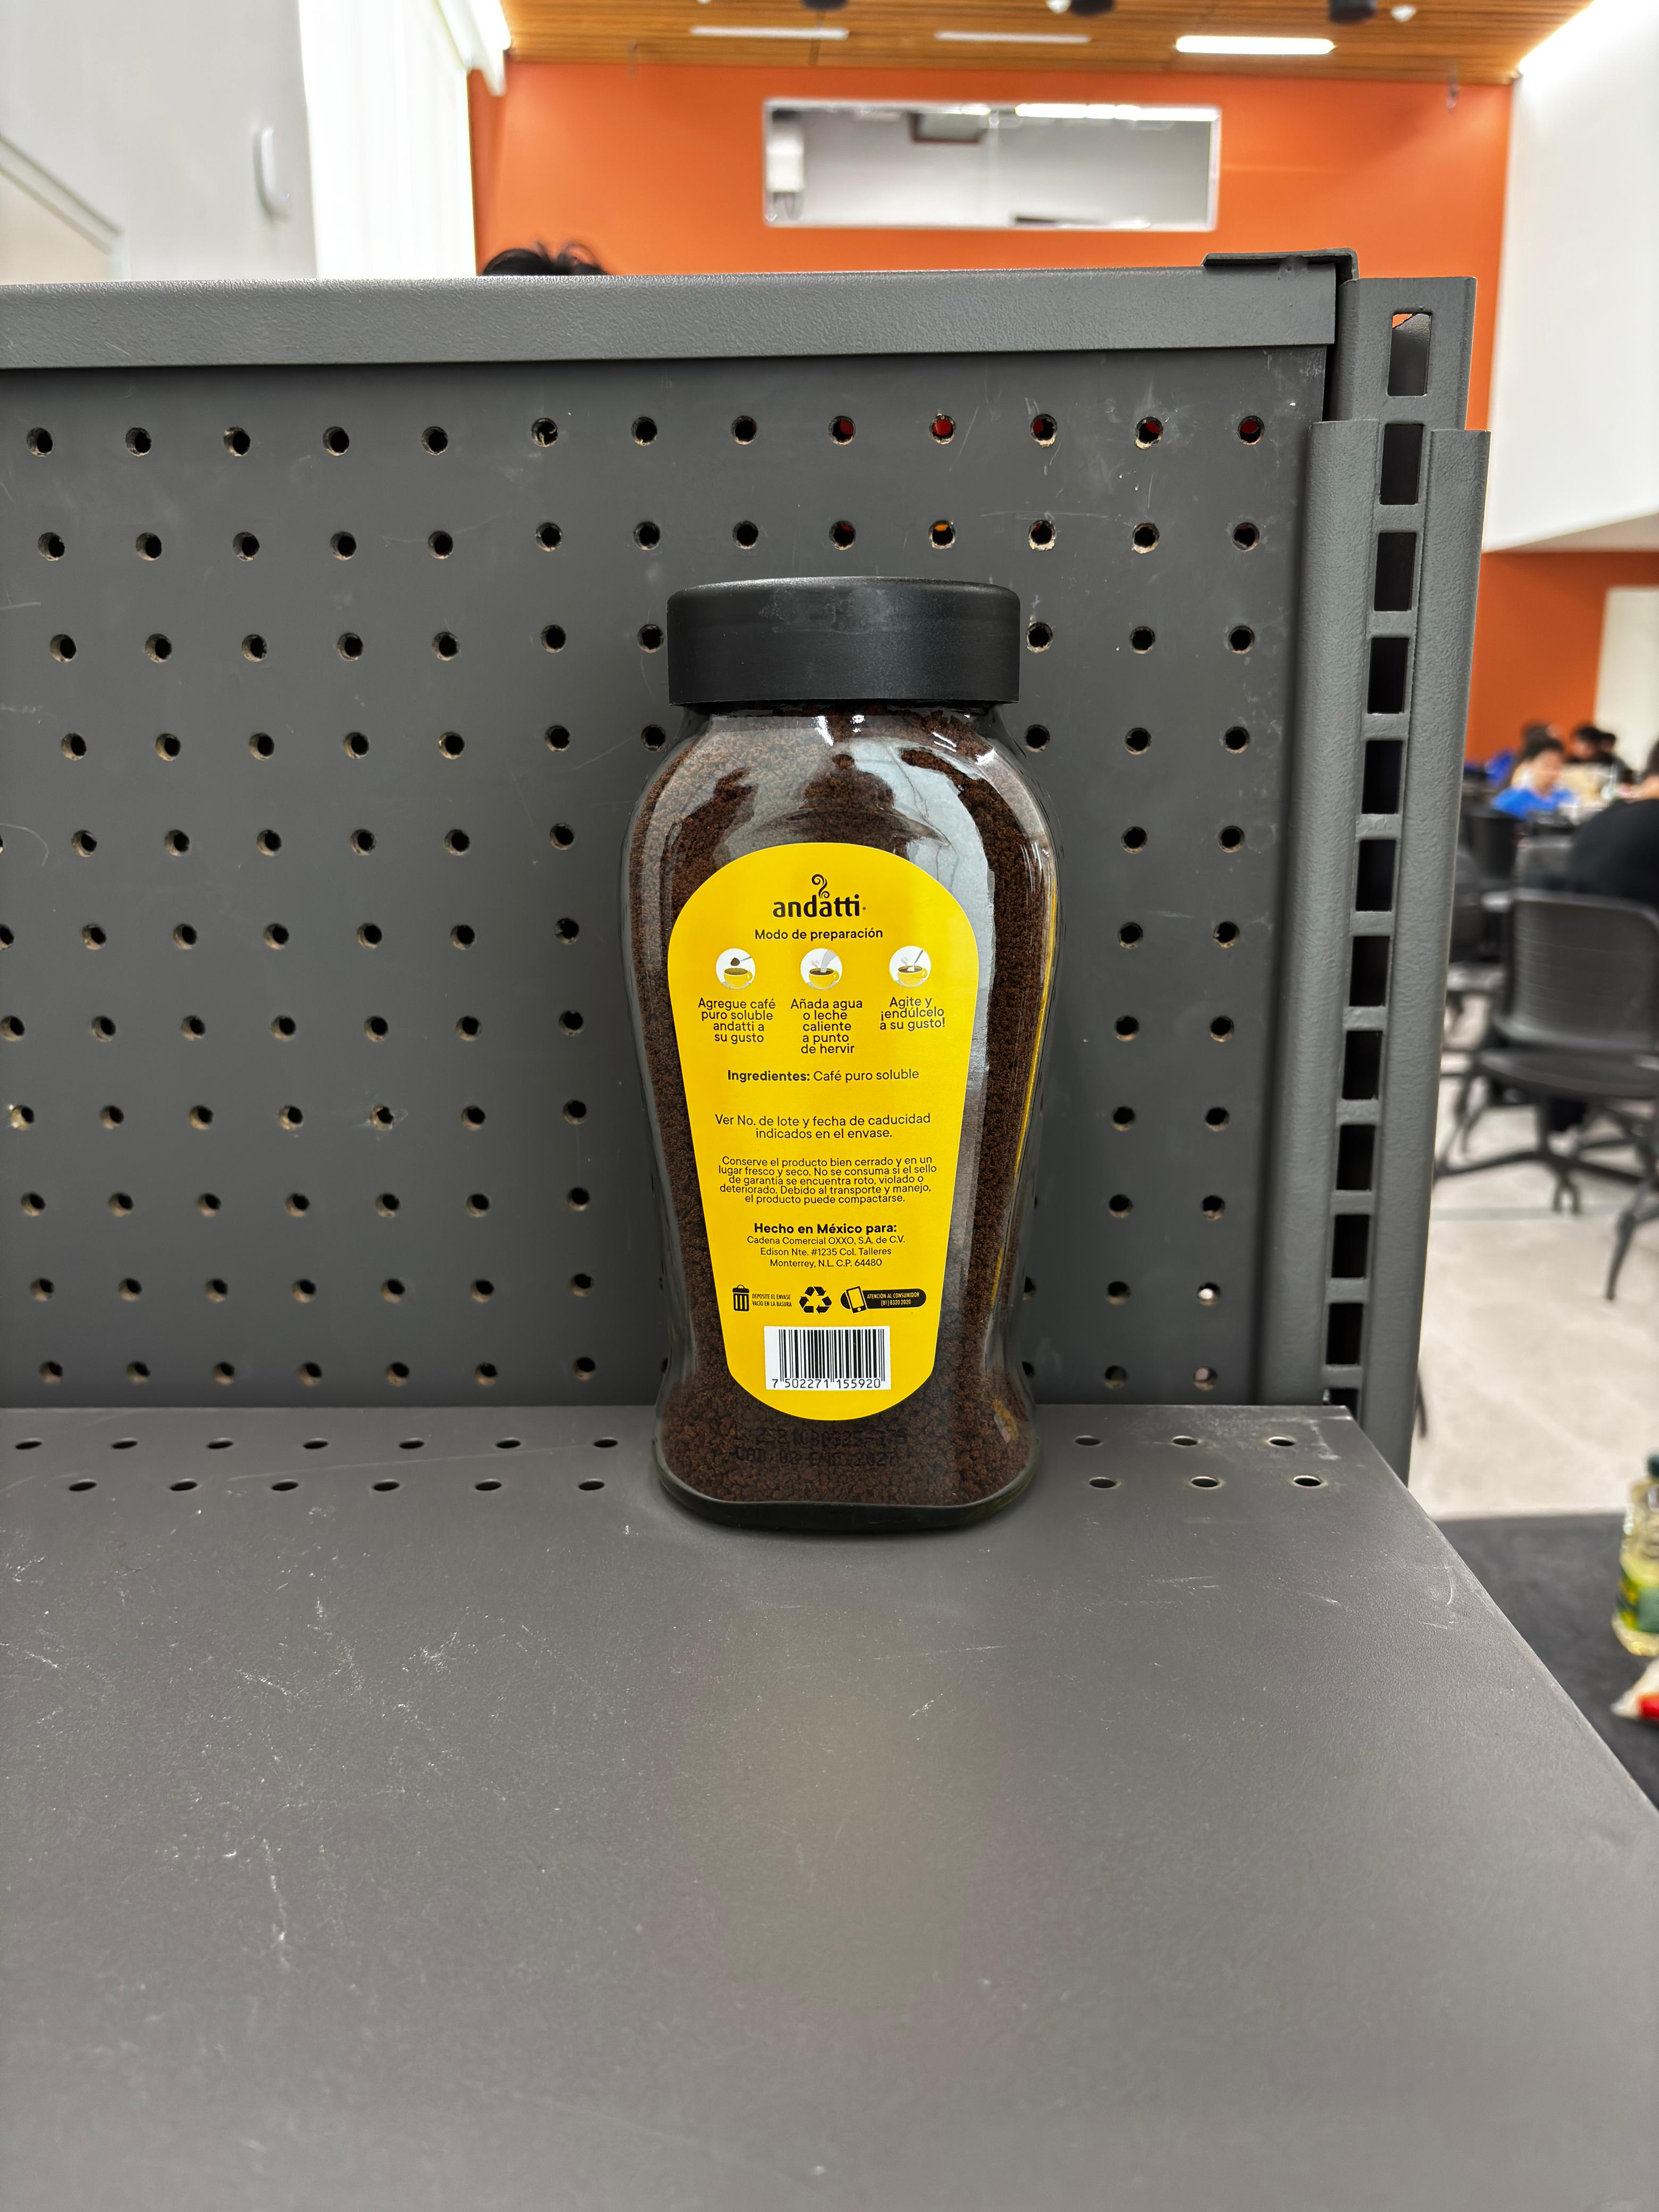 andatti
Modo de preparación
Agregue café
puro soluble
andatti a
su gusto
Añada agua
o leche
caliente
a punto
de hervir
Agite y
¡endúlcelo
a su gusto!
Ingredientes: Café puro soluble
Ver No. de lote y fecha de caducidad
indicados en el envase.
Conserve el producto bien cerrado y en un
lugar fresco y seco. No se consuma si el sello
de garantía se encuentra roto, violado o
deteriorado. Debido al transporte y manejo,
el producto puede compactarse.
Hecho en México para:
Cadena Comercial OXXO, S.A. de C.V.
Edison Nte. #1235 Col. Talleres
Monterrey, N.L. C.P. 64480
DEPOSITE EL ENVASE
VACÍO EN LA BASURA
ATENCIÓN AL CONSUMIDOR
(81) 8320 2020
7 502271 155920